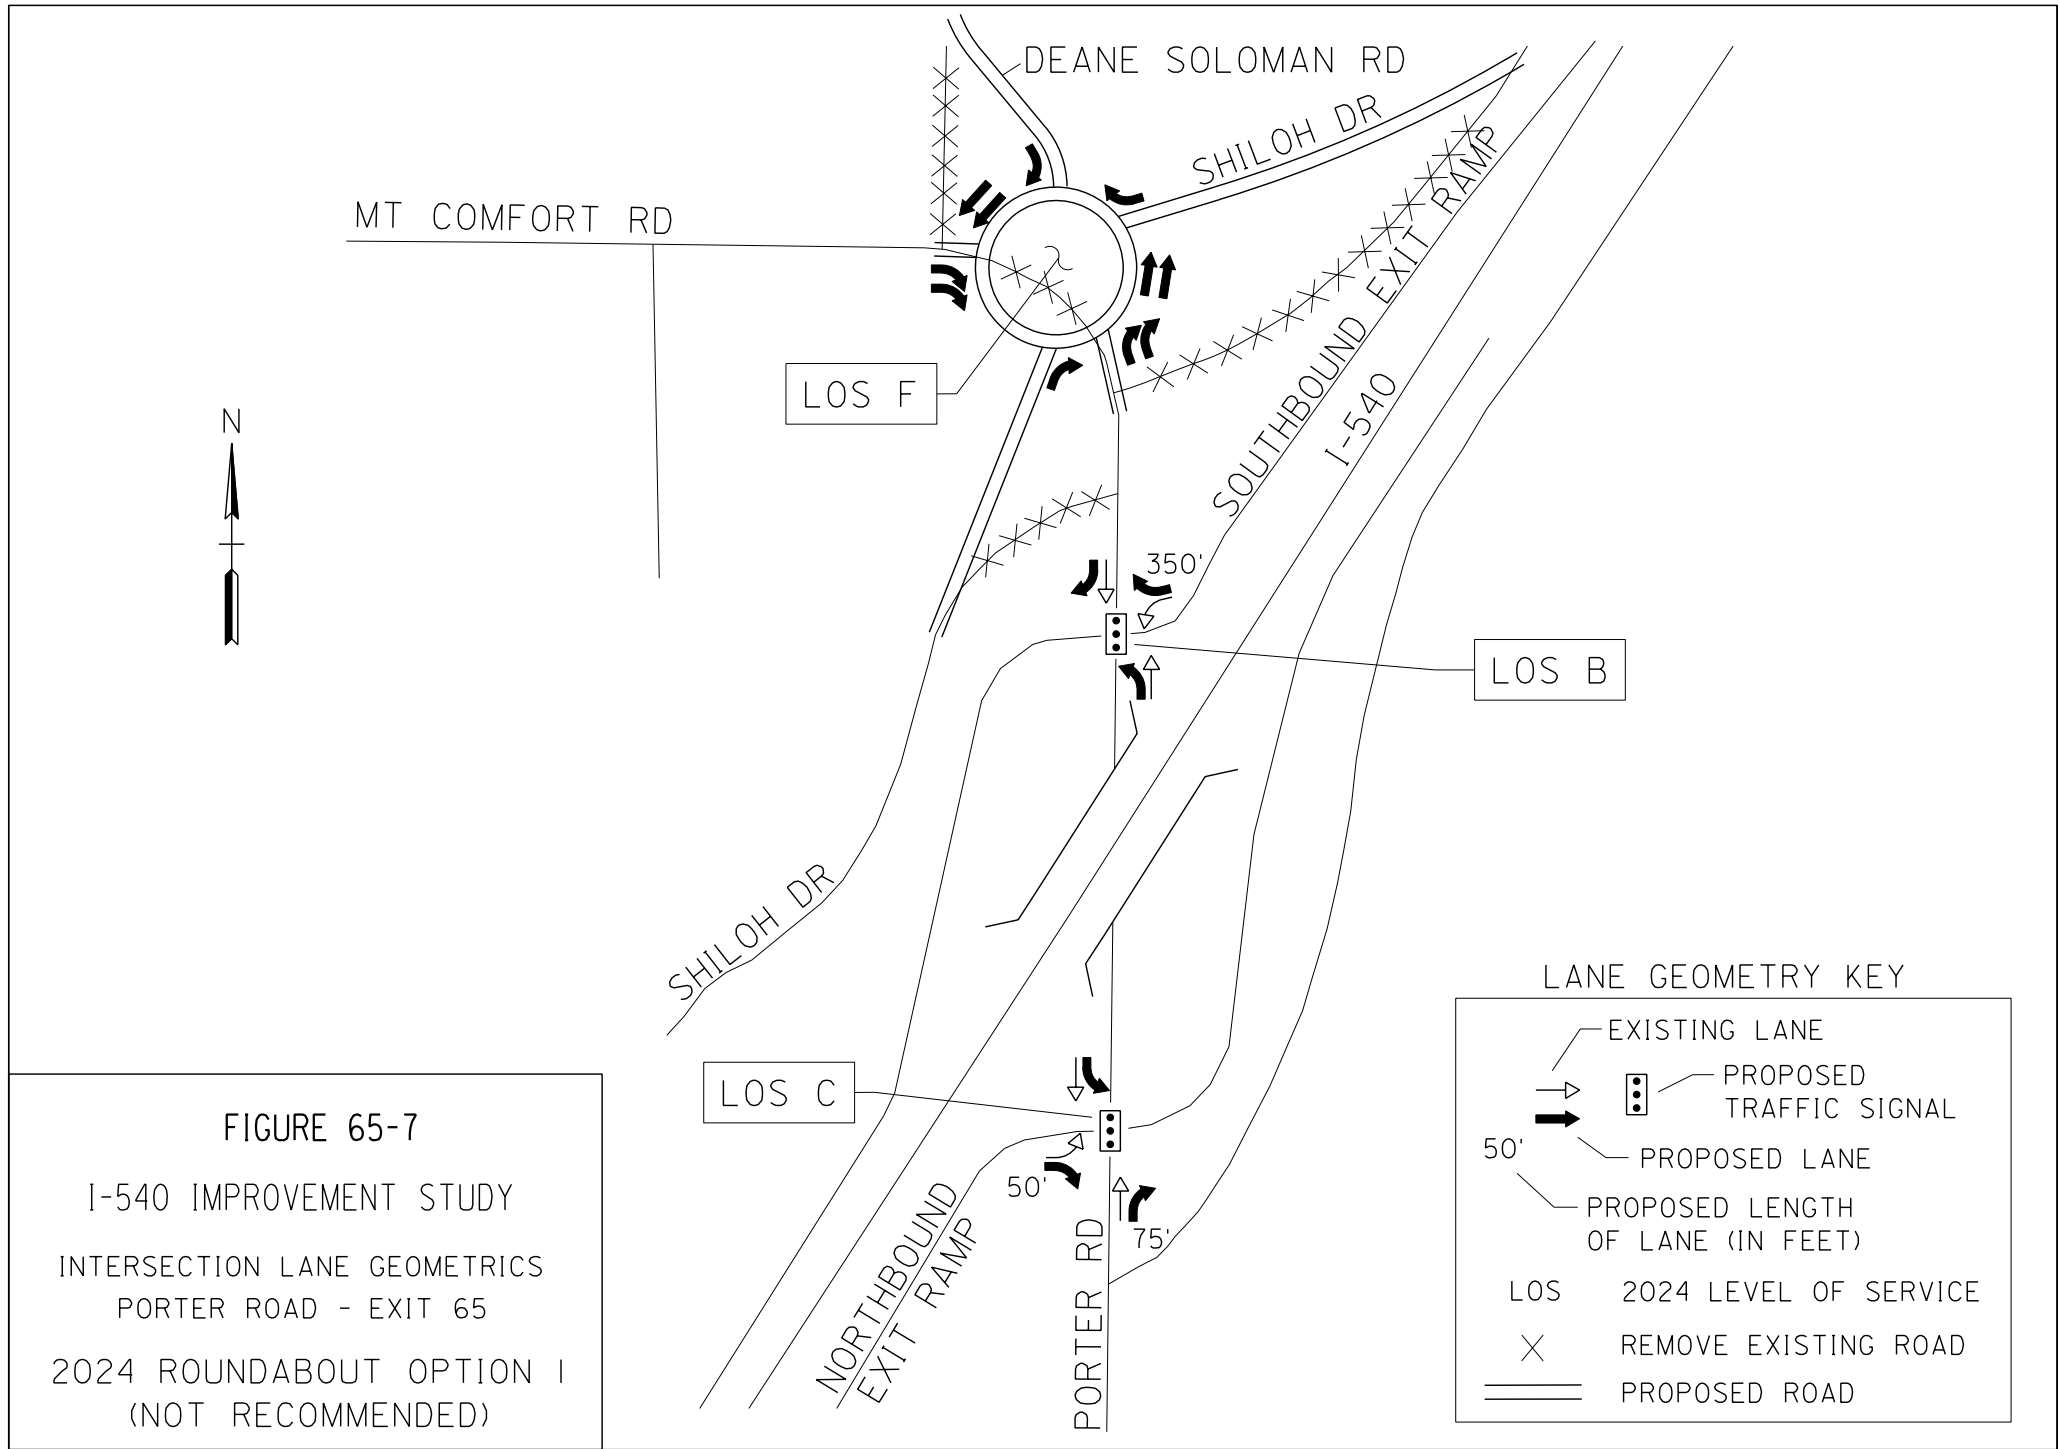 DEANE SOLOMAN RD
SHILOH DR
MT COMFORT RD
SOUTHBOUND EXIT RAMP
I-540
LOS F
N
350'
LOS B
SHILOH DR
LOS C
50'
75'
NORTHBOUND
EXIT RAMP
PORTER RD
LANE GEOMETRY KEY
EXISTING LANE
PROPOSED
TRAFFIC SIGNAL
50'
PROPOSED LANE
PROPOSED LENGTH
OF LANE (IN FEET)
LOS 2024 LEVEL OF SERVICE
REMOVE EXISTING ROAD
PROPOSED ROAD
FIGURE 65-7
I-540 IMPROVEMENT STUDY
INTERSECTION LANE GEOMETRICS
PORTER ROAD - EXIT 65
2024 ROUNDABOUT OPTION I
(NOT RECOMMENDED)